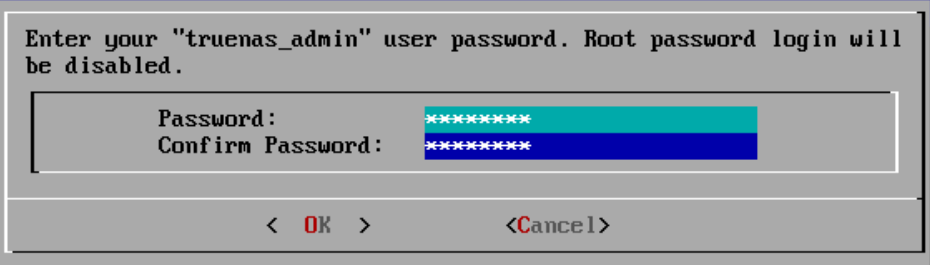 Enter your "truenas_admin" user password. Root password login will
be disabled.
Password: ********
Confirm Password: ********
< OK > <Cancel>